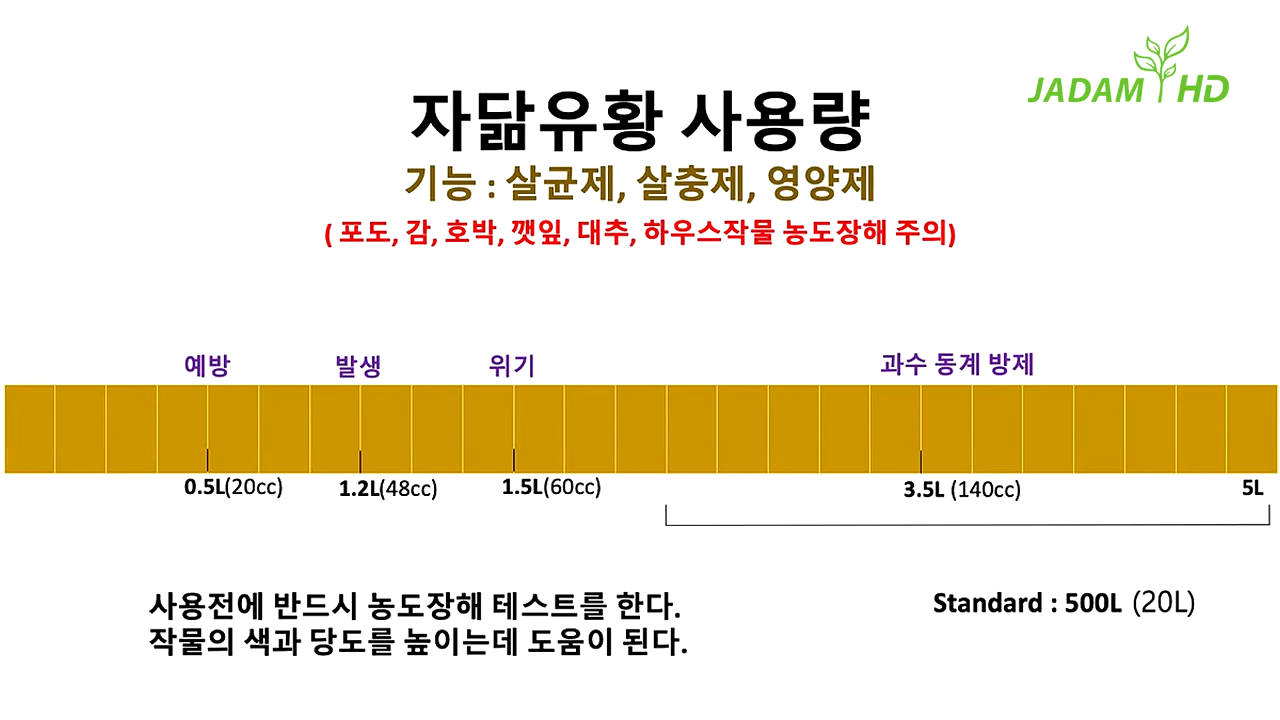 JADAM HD
자닮유황 사용량
기능 : 살균제, 살충제, 영양제
( 포도, 감, 호박, 깻잎, 대추, 하우스작물 농도장해 주의)
예방 발생 위기 과수 동계 방제
0.5L(20cc) 1.2L(48cc) 1.5L(60cc) 3.5L (140cc) 5L
사용전에 반드시 농도장해 테스트를 한다.
작물의 색과 당도를 높이는데 도움이 된다.
Standard : 500L (20L)